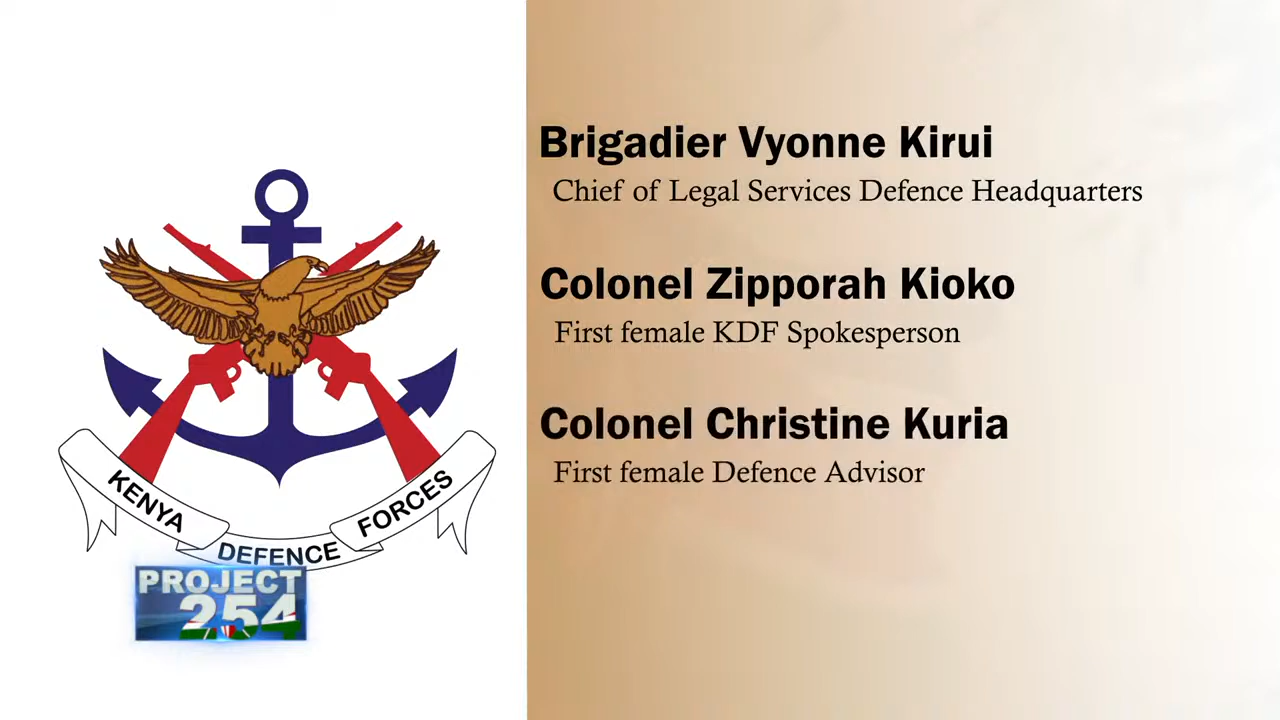 Brigadier Vyonne Kirui
Chief of Legal Services Defence Headquarters
Colonel Zipporah Kioko
First female KDF Spokesperson
Colonel Christine Kuria
First female Defence Advisor
KENYA
DEFENCE
FORCES
PROJECT
254